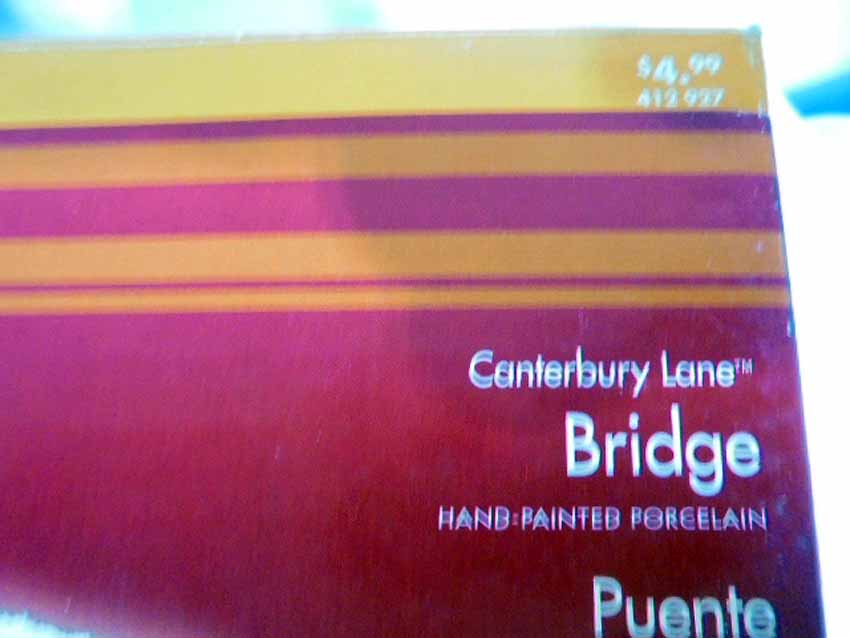 $4.99
412 927
Canterbury Lane™
Bridge
HAND-PAINTED PORCELAIN
Puente